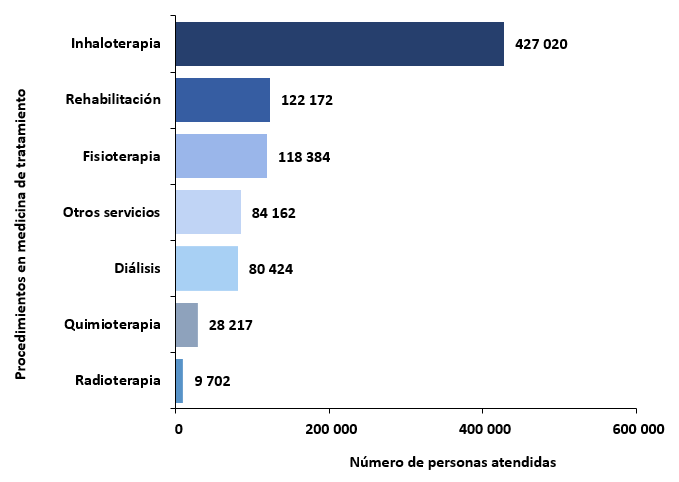 Procedimientos en medicina de tratamiento
Inhaloterapia 427 020
Rehabilitación 122 172
Fisioterapia 118 384
Otros servicios 84 162
Diálisis 80 424
Quimioterapia 28 217
Radioterapia 9 702
0 200 000 400 000 600 000
Número de personas atendidas